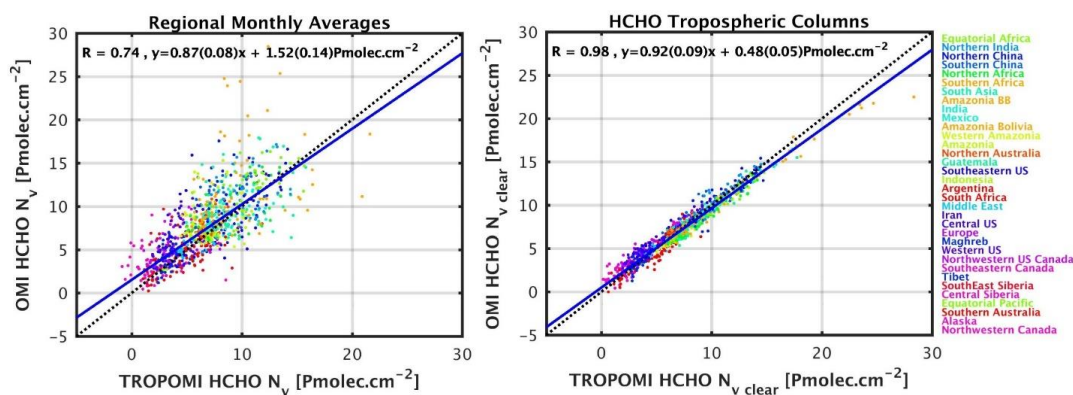 Regional Monthly Averages
R = 0.74 , y=0.87(0.08)x + 1.52(0.14)Pmolec.cm⁻²
OMI HCHO Nᵥ [Pmolec.cm⁻²]
30
25
20
15
10
5
0
−5
0
10
20
30
TROPOMI HCHO Nᵥ [Pmolec.cm⁻²]
HCHO Tropospheric Columns
R = 0.98 , y=0.92(0.09)x + 0.48(0.05)Pmolec.cm⁻²
OMI HCHO Nᵥ clear [Pmolec.cm⁻²]
30
25
20
15
10
5
0
−5
0
10
20
30
TROPOMI HCHO Nᵥ clear [Pmolec.cm⁻²]
Equatorial Africa
Northern India
Northern China
Southern China
Northern Africa
Southern Africa
South Asia
Amazonia BB
India
Mexico
Amazonia Bolivia
Western Amazonia
Amazonia
Northern Australia
Guatemala
Southeastern US
Indonesia
Argentina
South Africa
Middle East
Iran
Central US
Europe
Maghreb
Western US
Northwestern US Canada
Southeastern Canada
Tibet
SouthEast Siberia
Central Siberia
Equatorial Pacific
Southern Australia
Alaska
Northwestern Canada